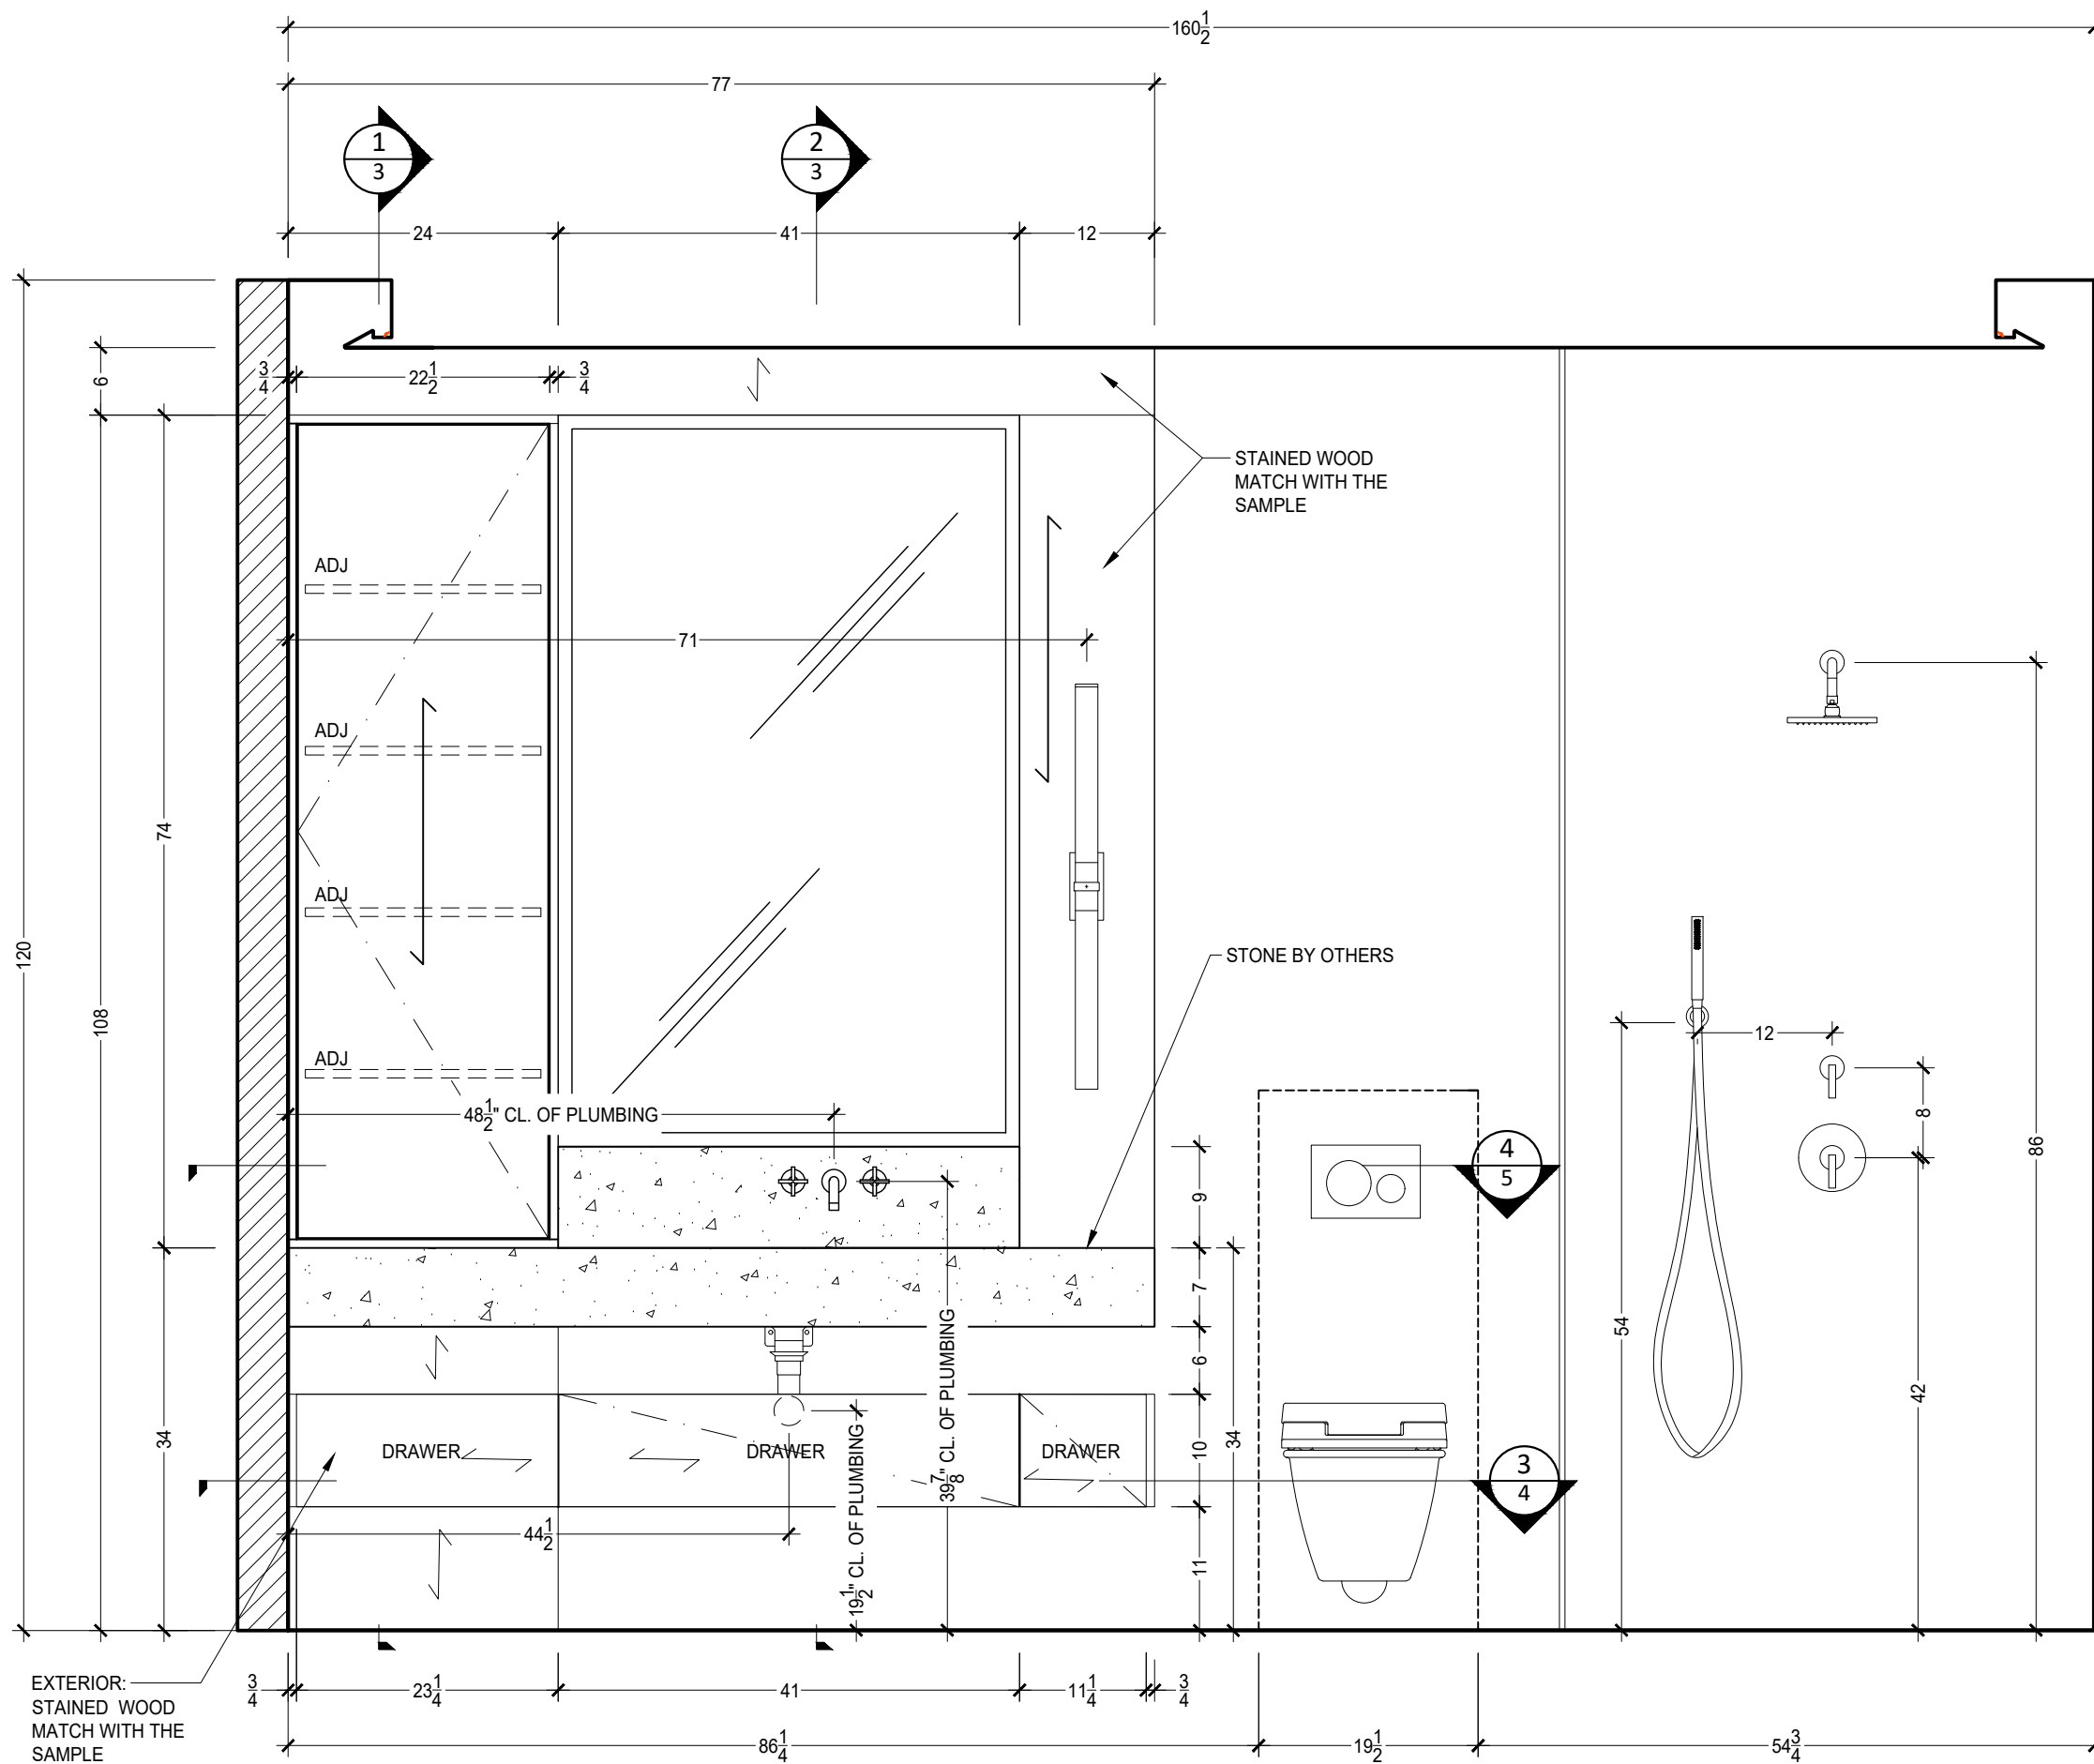 160 1/2
77
1
3
2
3
24
41
12
3/4
22 1/2
3/4
6
STAINED WOOD
MATCH WITH THE
SAMPLE
ADJ
71
ADJ
74
ADJ
120
108
STONE BY OTHERS
12
ADJ
48 1/2" CL. OF PLUMBING
8
86
4
5
9
7
54
39 7/8" CL. OF PLUMBING
6
42
34
34
10
DRAWER
DRAWER
DRAWER
3
4
19 1/2" CL. OF PLUMBING
44 1/2
11
EXTERIOR:
STAINED WOOD
MATCH WITH THE
SAMPLE
3/4
23 1/4
41
11 1/4
3/4
86 1/4
19 1/2
54 3/4